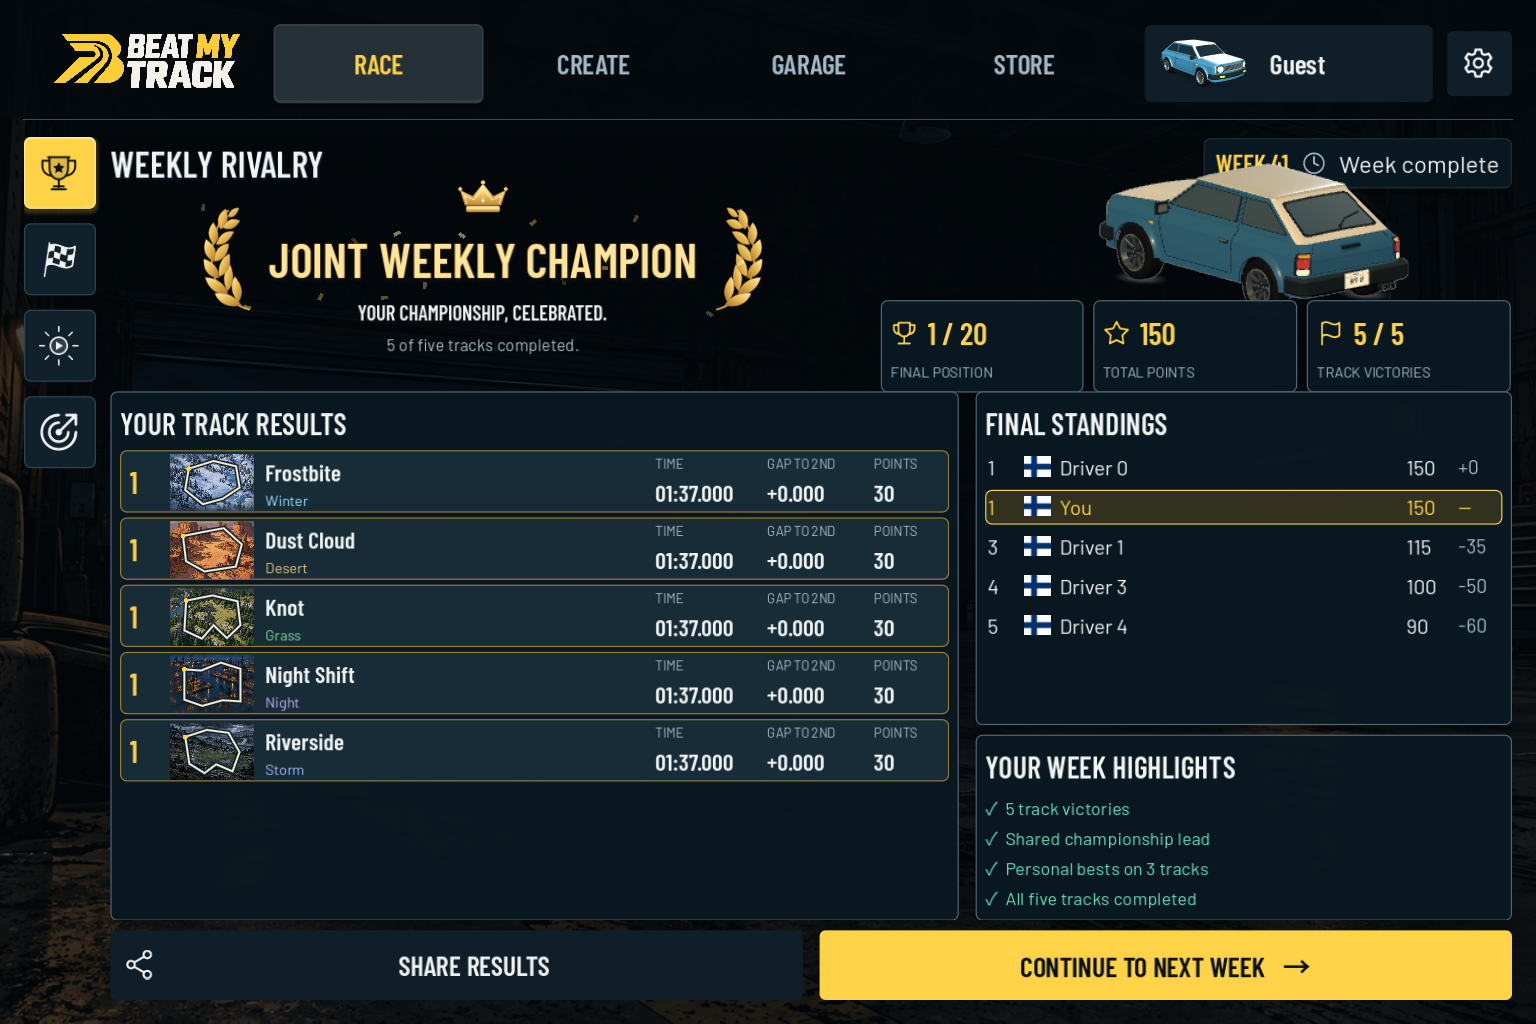 BEAT MY
TRACK
RACE
CREATE
GARAGE
STORE
Guest
WEEKLY RIVALRY
WEEK 41
Week complete
JOINT WEEKLY CHAMPION
YOUR CHAMPIONSHIP, CELEBRATED.
5 of five tracks completed.
1 / 20
FINAL POSITION
150
TOTAL POINTS
5 / 5
TRACK VICTORIES
YOUR TRACK RESULTS
1 Frostbite
Winter
TIME GAP TO 2ND POINTS
01:37.000 +0.000 30
1 Dust Cloud
Desert
TIME GAP TO 2ND POINTS
01:37.000 +0.000 30
1 Knot
Grass
TIME GAP TO 2ND POINTS
01:37.000 +0.000 30
1 Night Shift
Night
TIME GAP TO 2ND POINTS
01:37.000 +0.000 30
1 Riverside
Storm
TIME GAP TO 2ND POINTS
01:37.000 +0.000 30
FINAL STANDINGS
1 Driver 0 150 +0
1 You 150 –
3 Driver 1 115 -35
4 Driver 3 100 -50
5 Driver 4 90 -60
YOUR WEEK HIGHLIGHTS
✓ 5 track victories
✓ Shared championship lead
✓ Personal bests on 3 tracks
✓ All five tracks completed
SHARE RESULTS
CONTINUE TO NEXT WEEK →